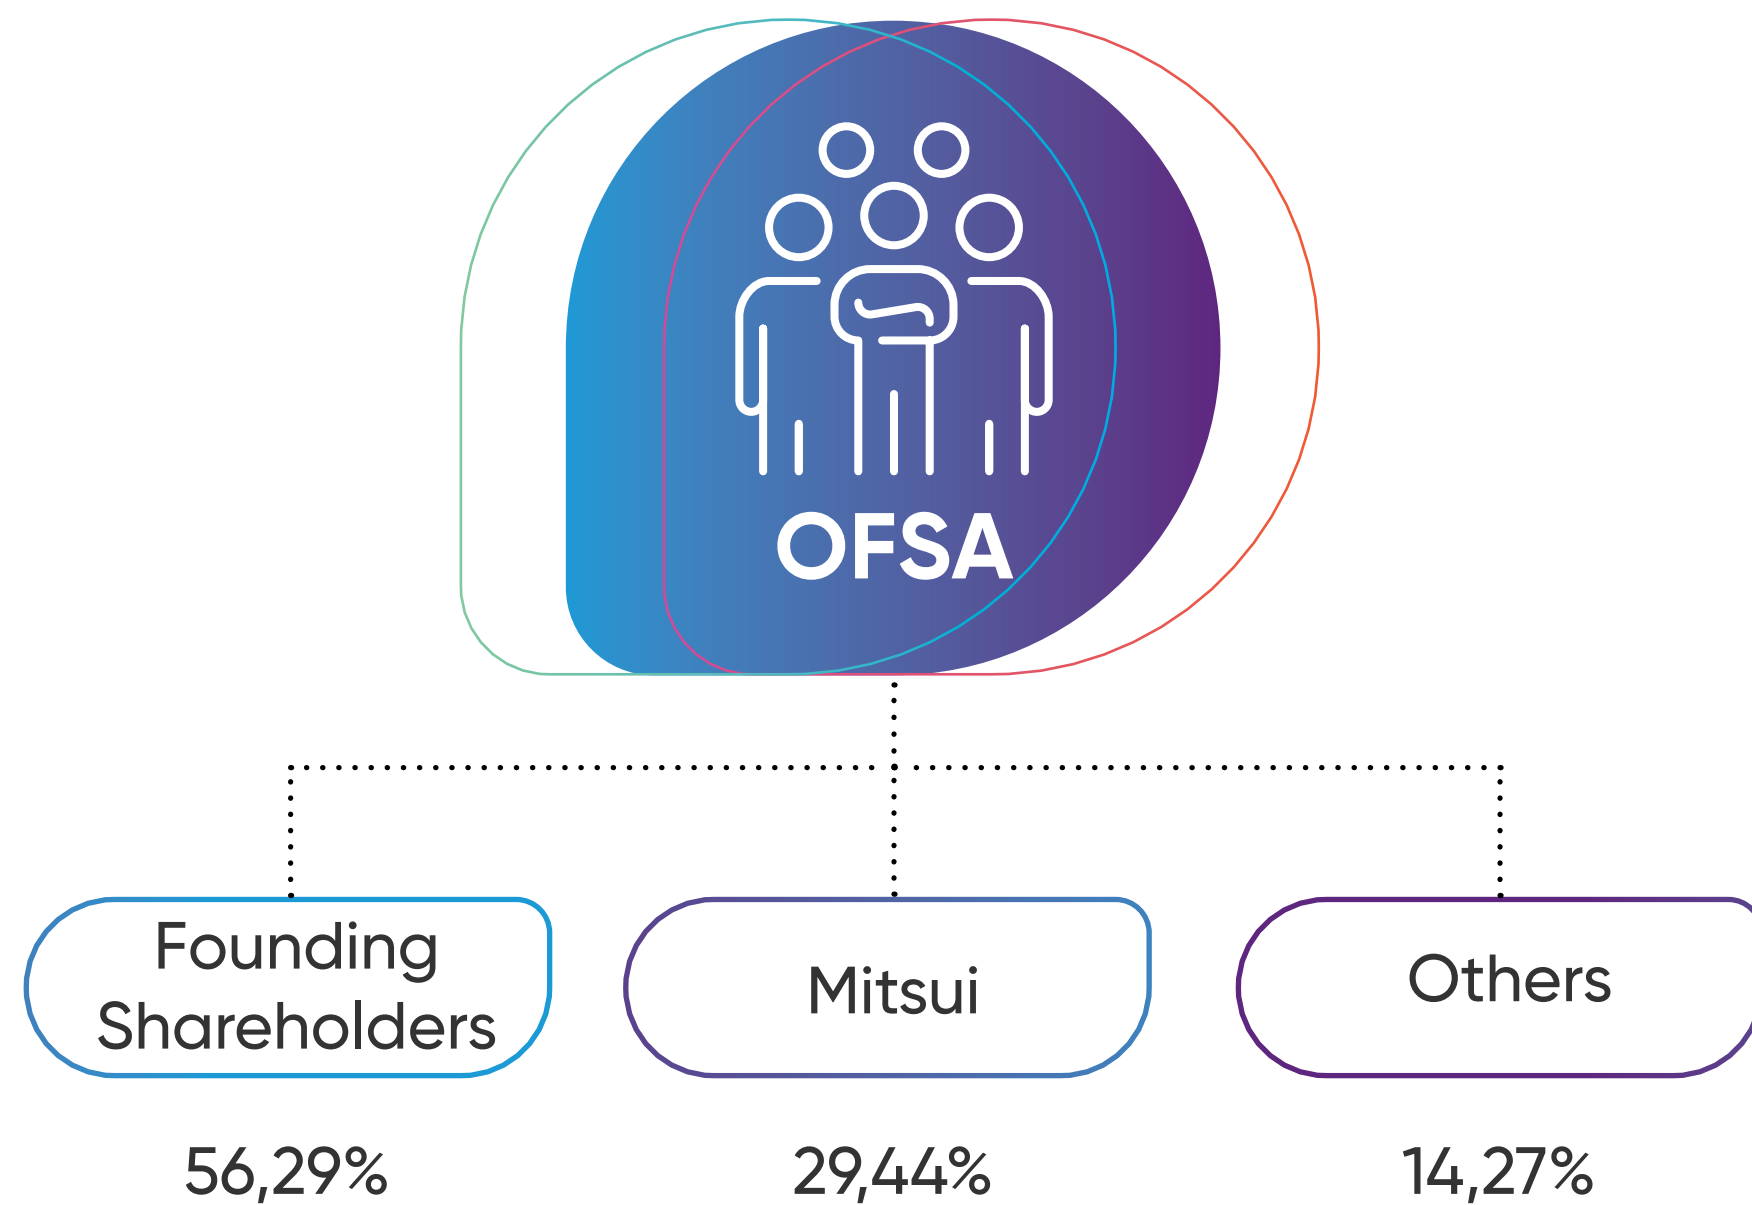 OFSA
Founding
Shareholders
Mitsui
Others
56,29%
29,44%
14,27%